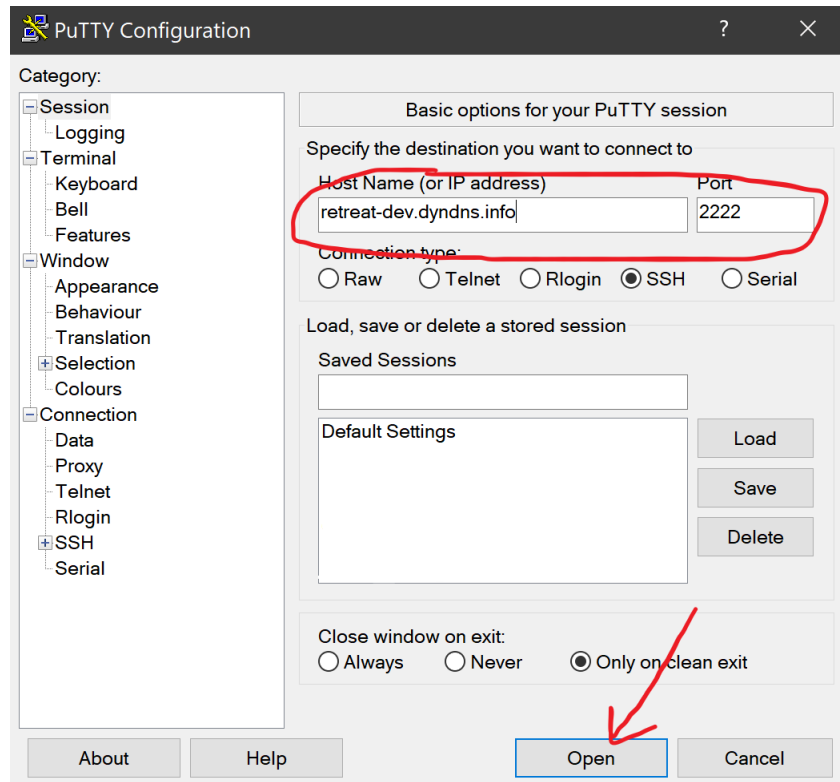 PuTTY Configuration ? ×
Category:
Session
Logging
Terminal
Keyboard
Bell
Features
Window
Appearance
Behaviour
Translation
Selection
Colours
Connection
Data
Proxy
Telnet
Rlogin
SSH
Serial
Basic options for your PuTTY session
Specify the destination you want to connect to
Host Name (or IP address) Port
retreat-dev.dyndns.info 2222
Connection type:
Raw Telnet Rlogin SSH Serial
Load, save or delete a stored session
Saved Sessions
Default Settings
Load
Save
Delete
Close window on exit:
Always Never Only on clean exit
About Help Open Cancel